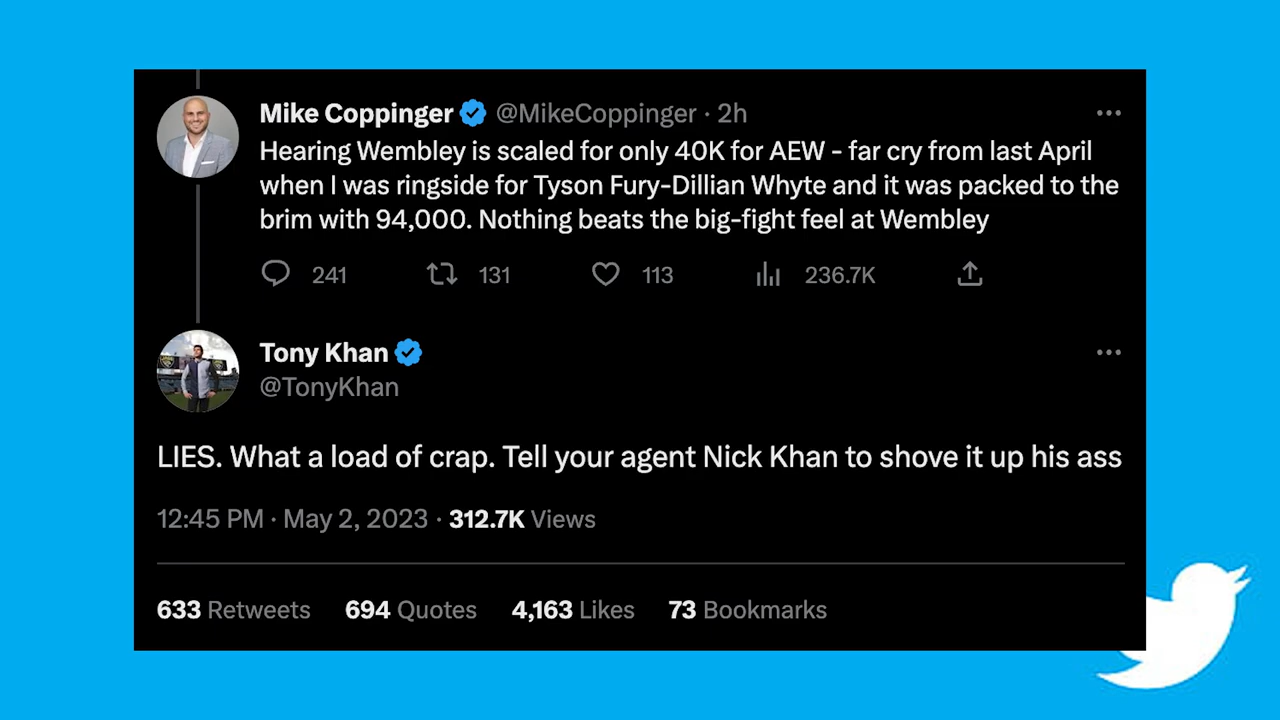 Mike Coppinger @MikeCoppinger · 2h
Hearing Wembley is scaled for only 40K for AEW - far cry from last April
when I was ringside for Tyson Fury-Dillian Whyte and it was packed to the
brim with 94,000. Nothing beats the big-fight feel at Wembley
241 131 113 236.7K
Tony Khan
@TonyKhan
LIES. What a load of crap. Tell your agent Nick Khan to shove it up his ass
12:45 PM · May 2, 2023 · 312.7K Views
633 Retweets 694 Quotes 4,163 Likes 73 Bookmarks